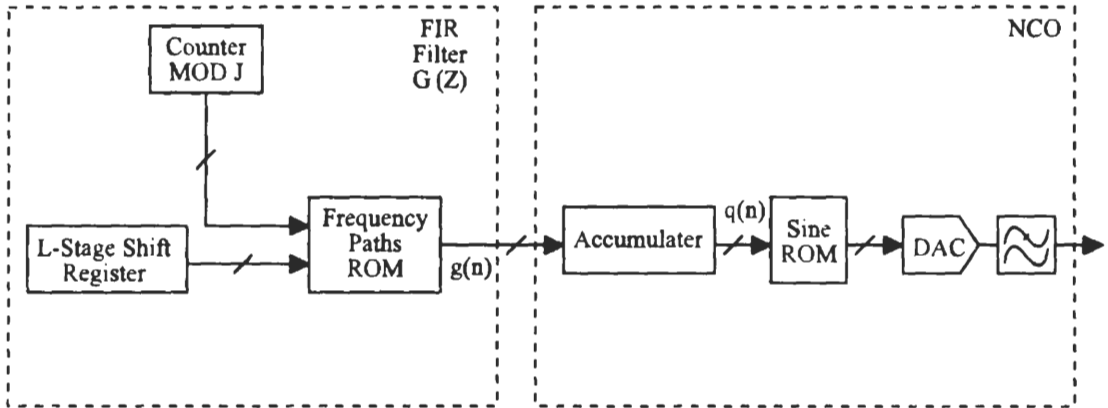 Counter
MOD J
FIR
Filter
G (Z)
NCO
L-Stage Shift
Register
Frequency
Paths
ROM
g(n)
Accumulater
q(n)
Sine
ROM
DAC